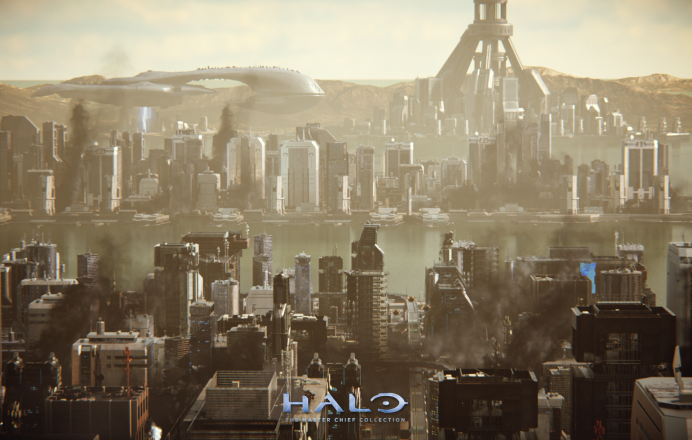 HALO
THE MASTER CHIEF COLLECTION